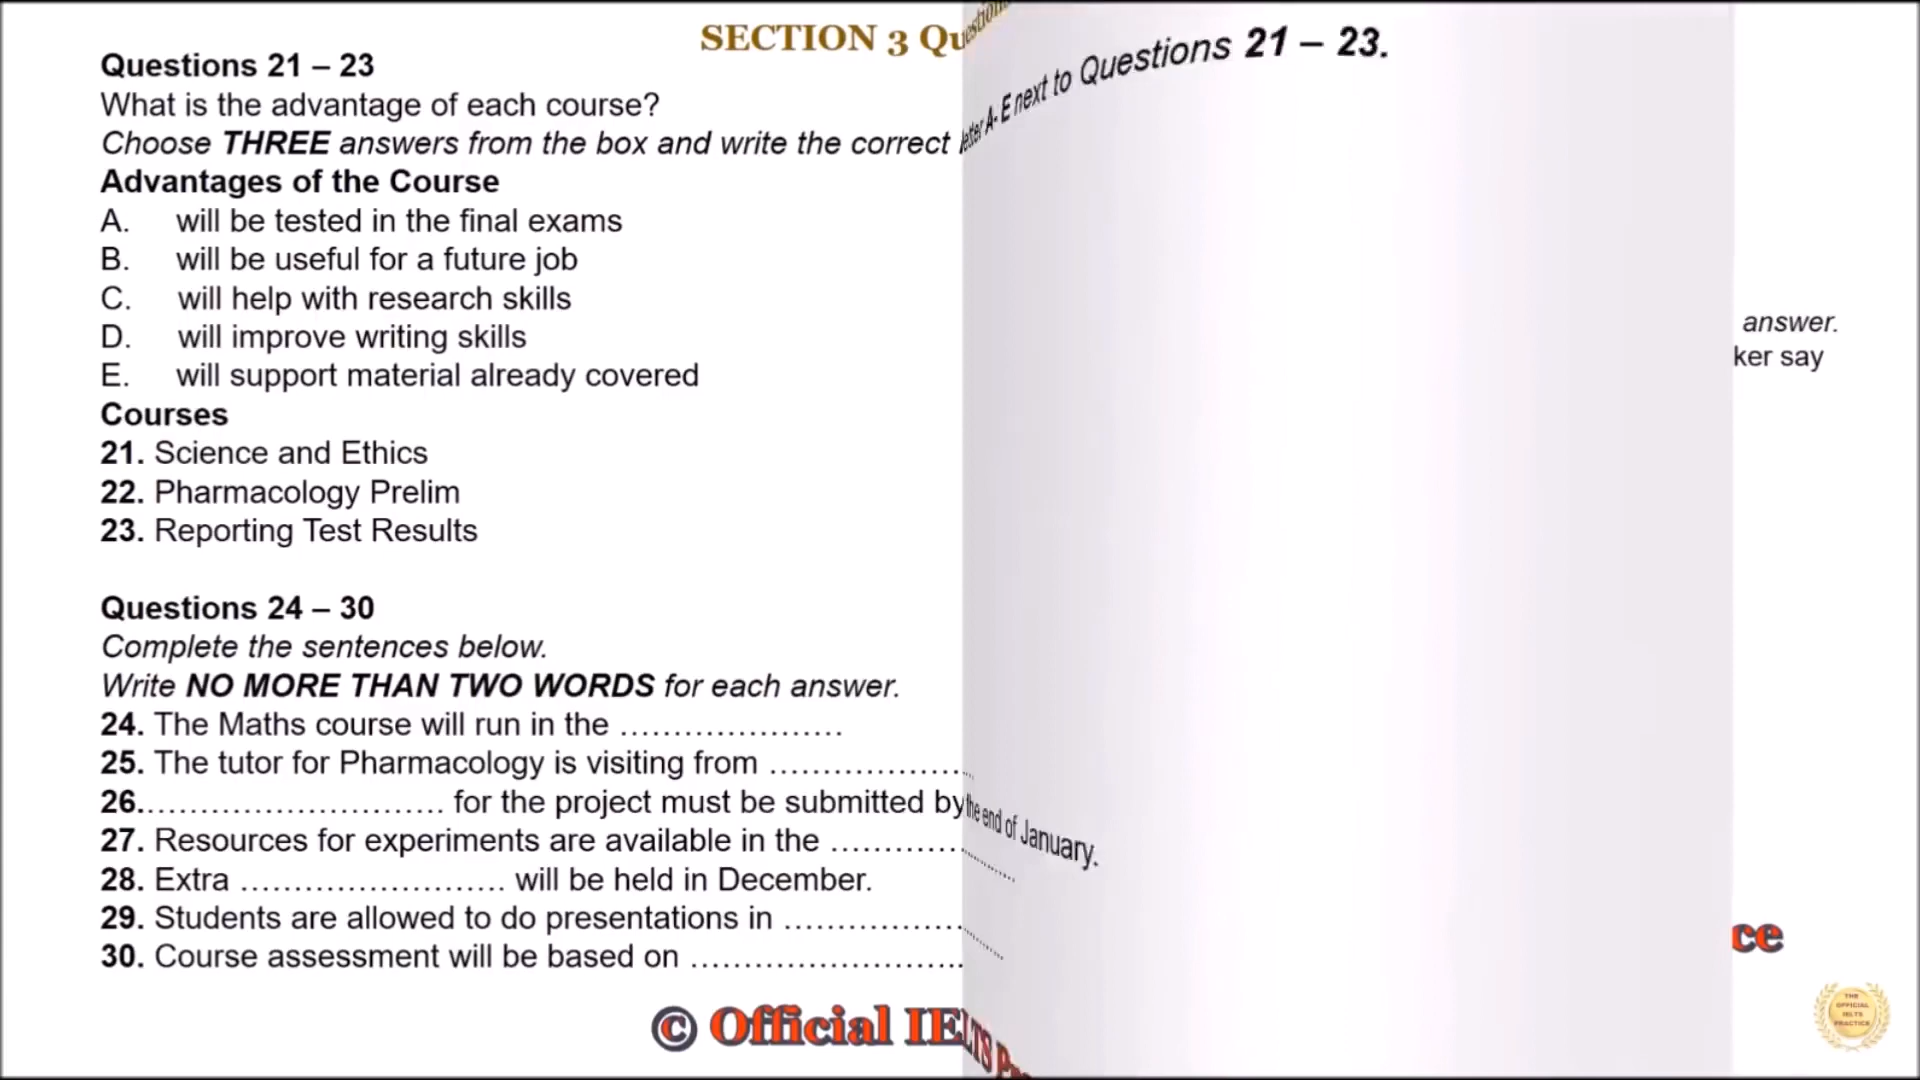 SECTION 3 Questions
Questions 21 – 23
What is the advantage of each course?
Choose THREE answers from the box and write the correct letter A- E next to Questions 21 – 23.
Advantages of the Course
A. will be tested in the final exams
B. will be useful for a future job
C. will help with research skills
D. will improve writing skills
E. will support material already covered
Courses
21. Science and Ethics
22. Pharmacology Prelim
23. Reporting Test Results
Questions 24 – 30
Complete the sentences below.
Write NO MORE THAN TWO WORDS for each answer.
24. The Maths course will run in the .....................
25. The tutor for Pharmacology is visiting from ...................
26............................. for the project must be submitted by the end of January.
27. Resources for experiments are available in the ...................
28. Extra ......................... will be held in December.
29. Students are allowed to do presentations in ...................
30. Course assessment will be based on ..........................
© Official IELTS
answer.
ker say
ce
THE
OFFICIAL
IELTS
PRACTICE